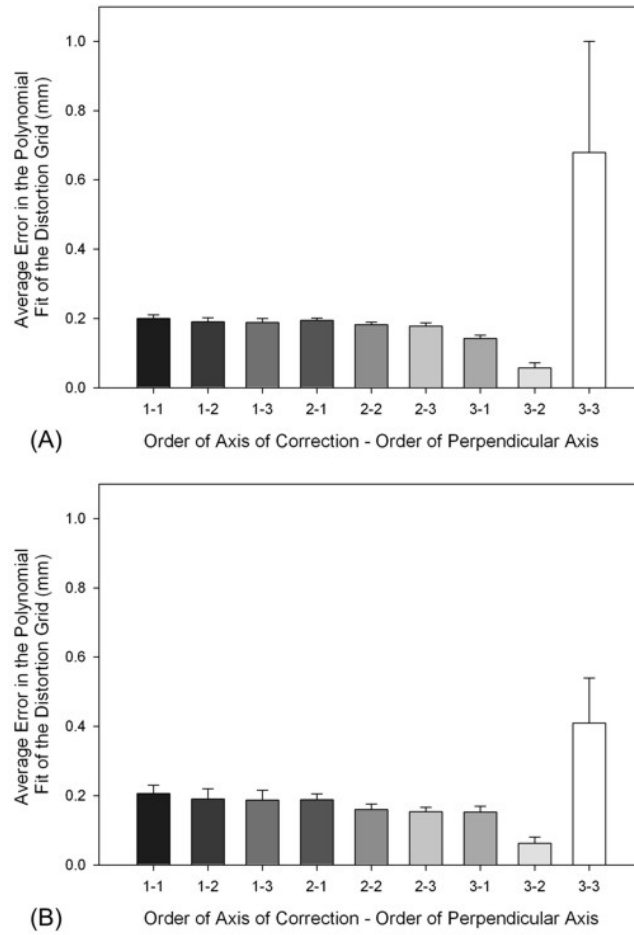 1.0
0.8
0.6
0.4
0.2
0.0
Average Error in the Polynomial
Fit of the Distortion Grid (mm)
1-1 1-2 1-3 2-1 2-2 2-3 3-1 3-2 3-3
(A) Order of Axis of Correction - Order of Perpendicular Axis
1.0
0.8
0.6
0.4
0.2
0.0
Average Error in the Polynomial
Fit of the Distortion Grid (mm)
1-1 1-2 1-3 2-1 2-2 2-3 3-1 3-2 3-3
(B) Order of Axis of Correction - Order of Perpendicular Axis